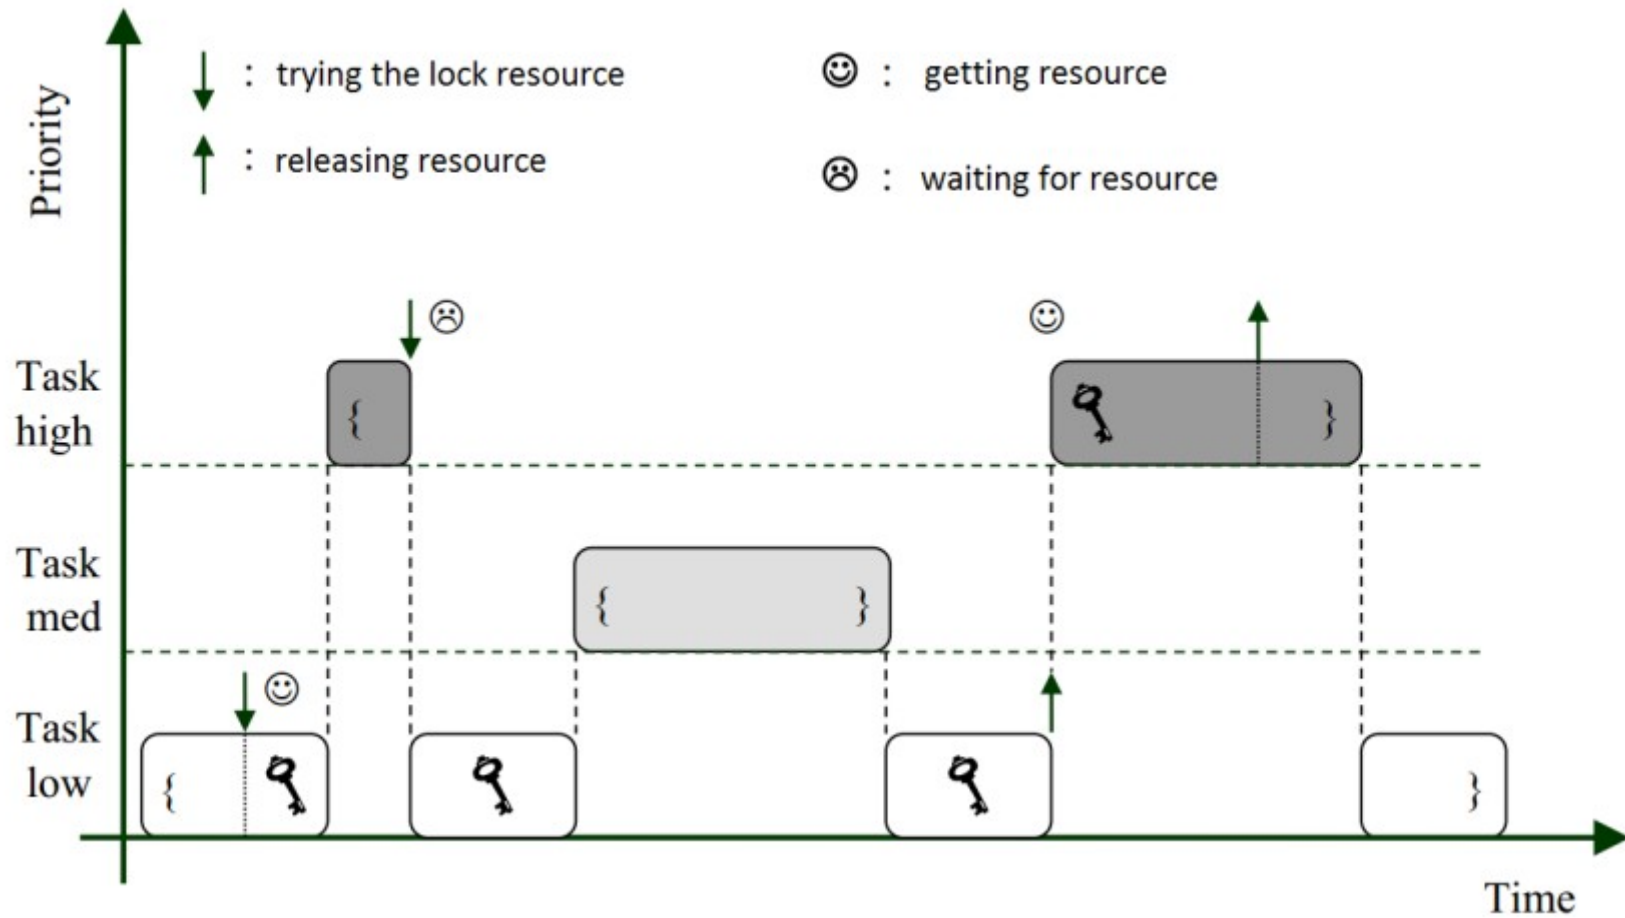 : trying the lock resource
: getting resource
: releasing resource
: waiting for resource
Priority
Task
high
{
}
Task
med
{ }
Task
low
{
}
Time